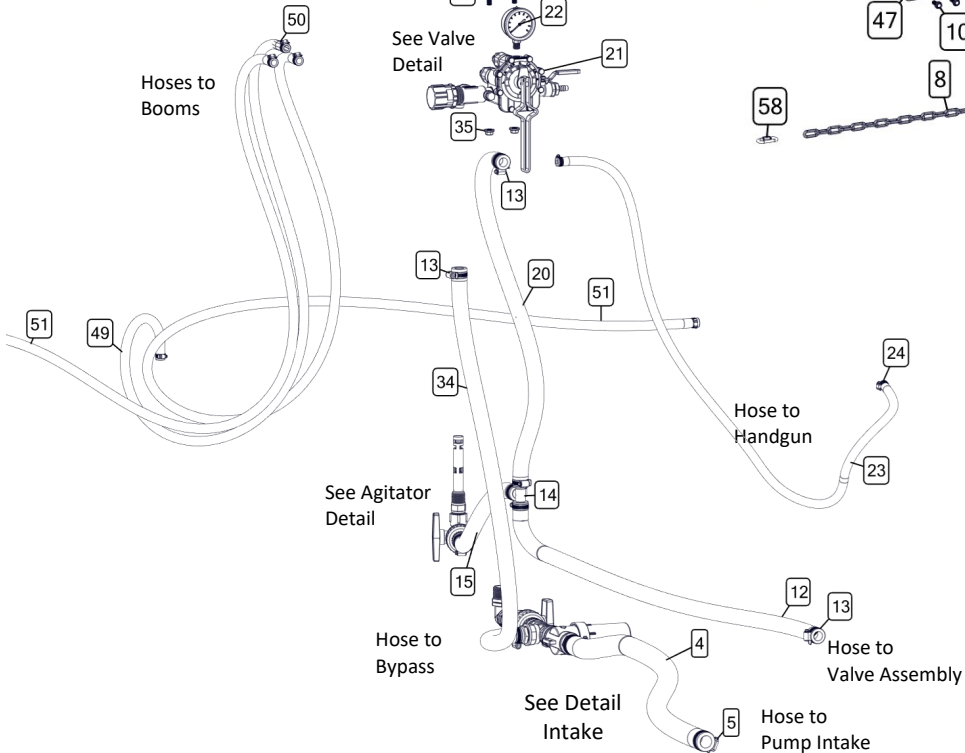 50
22
47
10
Hoses to
Booms
See Valve
Detail
21
58
8
35
13
13
20
51
51
49
34
24
Hose to
Handgun
23
See Agitator
Detail
14
15
12
13
Hose to
Bypass
4
Hose to
Valve Assembly
See Detail
Intake
5
Hose to
Pump Intake